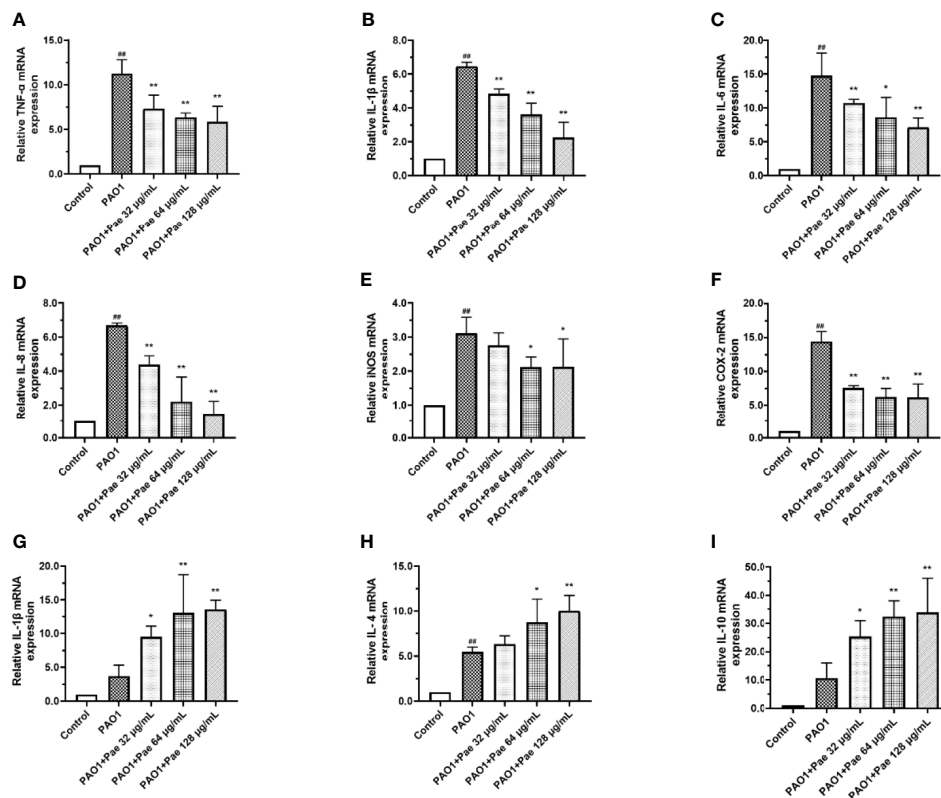 A
Relative TNF-α mRNA
expression
15.0
10.0
5.0
0.0
##
**
**
**
Control
PAO1
PAO1+Pae 32 µg/mL
PAO1+Pae 64 µg/mL
PAO1+Pae 128 µg/mL
B
Relative IL-1β mRNA
expression
8.0
6.0
4.0
2.0
0.0
##
**
**
**
Control
PAO1
PAO1+Pae 32 µg/mL
PAO1+Pae 64 µg/mL
PAO1+Pae 128 µg/mL
C
Relative IL-6 mRNA
expression
20.0
15.0
10.0
5.0
0.0
##
**
*
**
Control
PAO1
PAO1+Pae 32 µg/mL
PAO1+Pae 64 µg/mL
PAO1+Pae 128 µg/mL
D
Relative IL-8 mRNA
expression
8.0
6.0
4.0
2.0
0.0
##
**
**
**
Control
PAO1
PAO1+Pae 32 µg/mL
PAO1+Pae 64 µg/mL
PAO1+Pae 128 µg/mL
E
Relative iNOS mRNA
expression
4.0
3.0
2.0
1.0
0.0
##
*
*
Control
PAO1
PAO1+Pae 32 µg/mL
PAO1+Pae 64 µg/mL
PAO1+Pae 128 µg/mL
F
Relative COX-2 mRNA
expression
20.0
15.0
10.0
5.0
0.0
##
**
**
**
Control
PAO1
PAO1+Pae 32 µg/mL
PAO1+Pae 64 µg/mL
PAO1+Pae 128 µg/mL
G
Relative IL-1β mRNA
expression
20.0
15.0
10.0
5.0
0.0
*
**
**
Control
PAO1
PAO1+Pae 32 µg/mL
PAO1+Pae 64 µg/mL
PAO1+Pae 128 µg/mL
H
Relative IL- 4 mRNA
expression
15.0
10.0
5.0
0.0
##
*
**
Control
PAO1
PAO1+Pae 32 µg/mL
PAO1+Pae 64 µg/mL
PAO1+Pae 128 µg/mL
I
Relative IL-10 mRNA
expression
50.0
40.0
30.0
20.0
10.0
0.0
*
**
**
Control
PAO1
PAO1+Pae 32 µg/mL
PAO1+Pae 64 µg/mL
PAO1+Pae 128 µg/mL